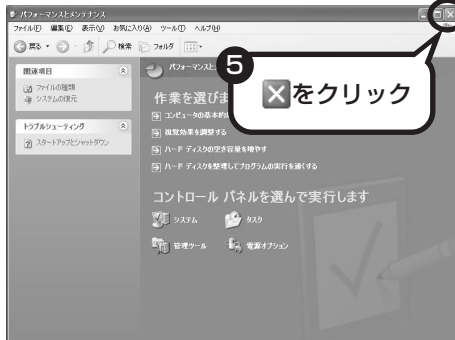 パフォーマンスとメンテナンス
ファイル(F) 編集(E) 表示(V) お気に入り(A) ツール(T) ヘルプ(H)
戻る 検索 フォルダ
関連項目
ファイルの種類
システムの復元
トラブルシューティング
スタートアップとシャットダウン
パフォーマンスと
5
をクリック
作業を選びま
コンピュータの基本的
視覚効果を調整する
ハード ディスクの空き容量を増やす
ハード ディスクを整理してプログラムの実行を速くする
コントロール パネルを選んで実行します
システム タスク
管理ツール 電源オプション